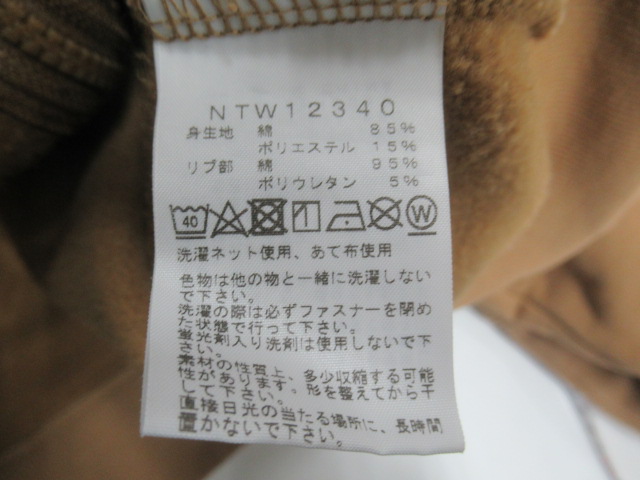 M
NTW12340
身生地 綿 85%
ポリエステル 15%
リブ部 綿 95%
ポリウレタン 5%
40 W
洗濯ネット使用、あて布使用
色物は他の物と一緒に洗濯しない
で下さい。
洗濯の際は必ずファスナーを閉め
た状態で行って下さい。
蛍光剤入り洗剤は使用しないで下
さい。
素材の性質上、多少収縮する可能
性があります。形を整えてから干
して下さい。
直接日光の当たる場所に、長時間
置かないで下さい。